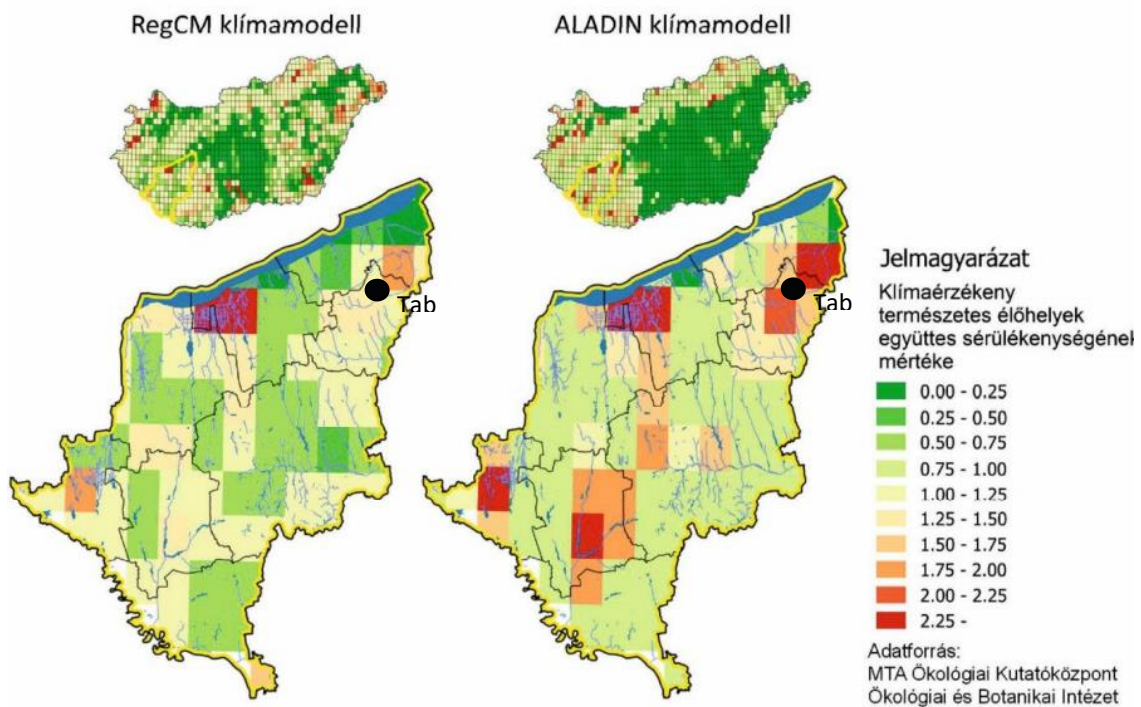 RegCM klímamodell
ALADIN klímamodell
Tab
Tab
Jelmagyarázat
Klímaérzékeny
természetes élőhelyek
együttes sérülékenységének
mértéke
0.00 - 0.25
0.25 - 0.50
0.50 - 0.75
0.75 - 1.00
1.00 - 1.25
1.25 - 1.50
1.50 - 1.75
1.75 - 2.00
2.00 - 2.25
2.25 -
Adatforrás:
MTA Ökológiai Kutatóközpont
Ökológiai és Botanikai Intézet